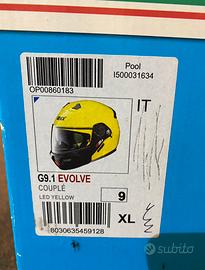 Pool
OP00860183
I500031634
IT
G9.1 EVOLVE
COUPLÉ
LED YELLOW
9
XL
8030635459128
subito